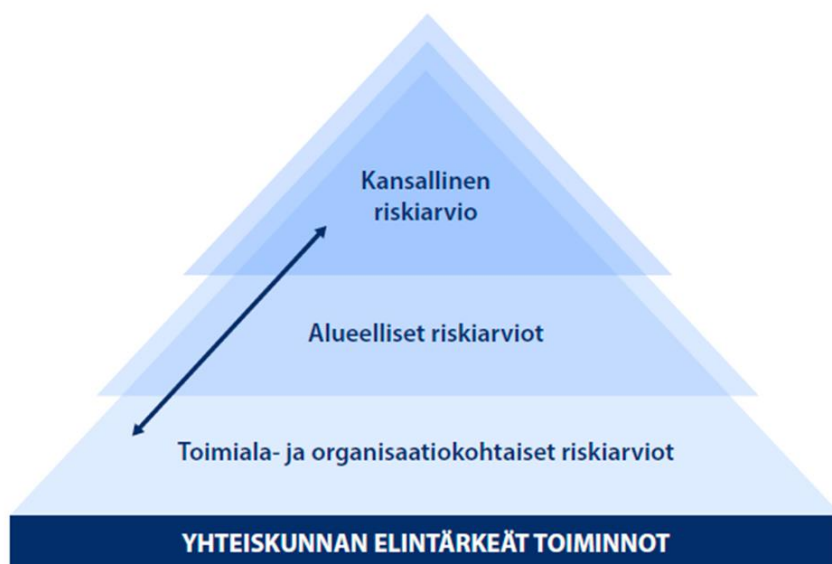 Kansallinen
riskiarvio
Alueelliset riskiarviot
Toimiala- ja organisaatiokohtaiset riskiarviot
YHTEISKUNNAN ELINTÄRKEÄT TOIMINNOT